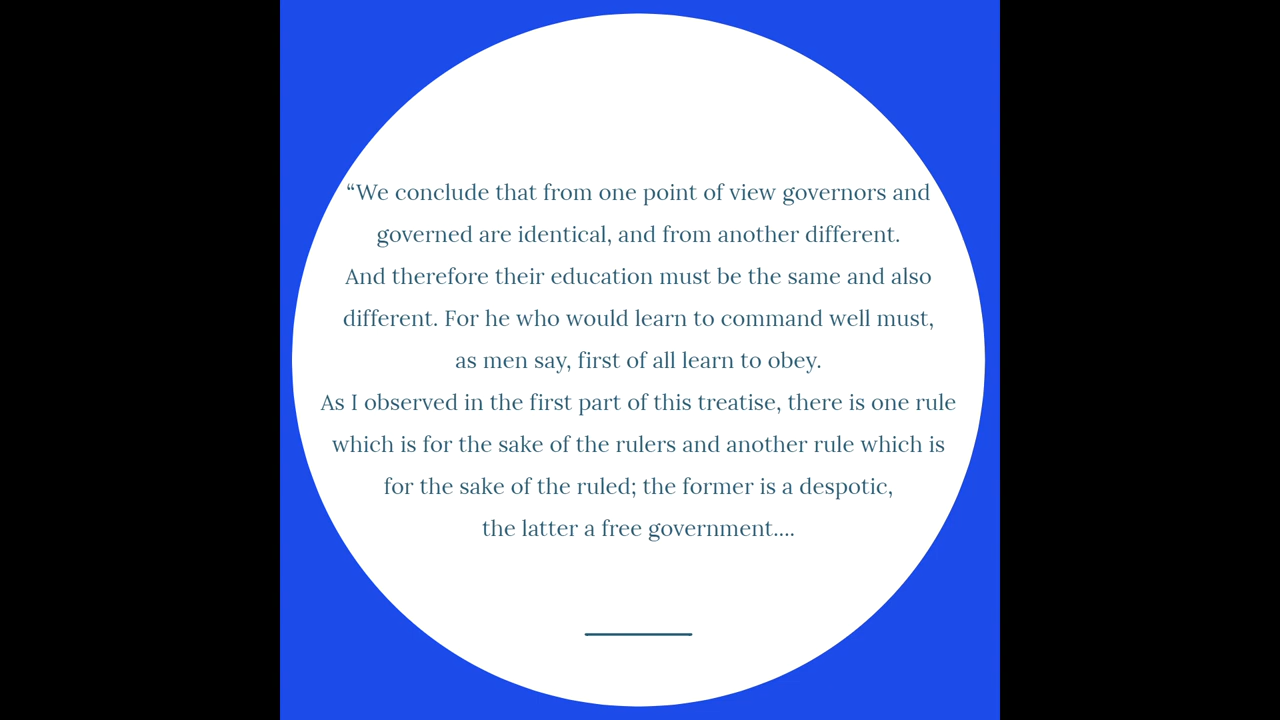 “We conclude that from one point of view governors and
governed are identical, and from another different.
And therefore their education must be the same and also
different. For he who would learn to command well must,
as men say, first of all learn to obey.
As I observed in the first part of this treatise, there is one rule
which is for the sake of the rulers and another rule which is
for the sake of the ruled; the former is a despotic,
the latter a free government....